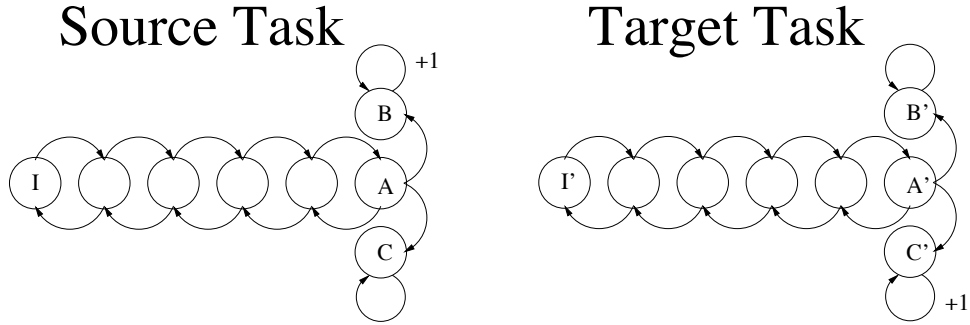 Source Task
+1
B
I
A
C
Target Task
B'
I'
A'
C'
+1